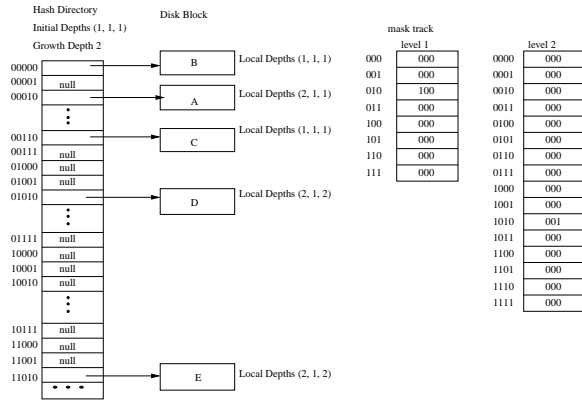 Hash Directory
Initial Depths (1, 1, 1)
Growth Depth 2
Disk Block
00000
00001 null
00010
00110
00111 null
01000 null
01001 null
01010
01111 null
10000 null
10001 null
10010 null
10111 null
11000 null
11001 null
11010
B Local Depths (1, 1, 1)
A Local Depths (2, 1, 1)
C Local Depths (1, 1, 1)
D Local Depths (2, 1, 2)
E Local Depths (2, 1, 2)
mask track
level 1
000 000
001 000
010 100
011 000
100 000
101 000
110 000
111 000
level 2
0000 000
0001 000
0010 000
0011 000
0100 000
0101 000
0110 000
0111 000
1000 000
1001 000
1010 001
1011 000
1100 000
1101 000
1110 000
1111 000